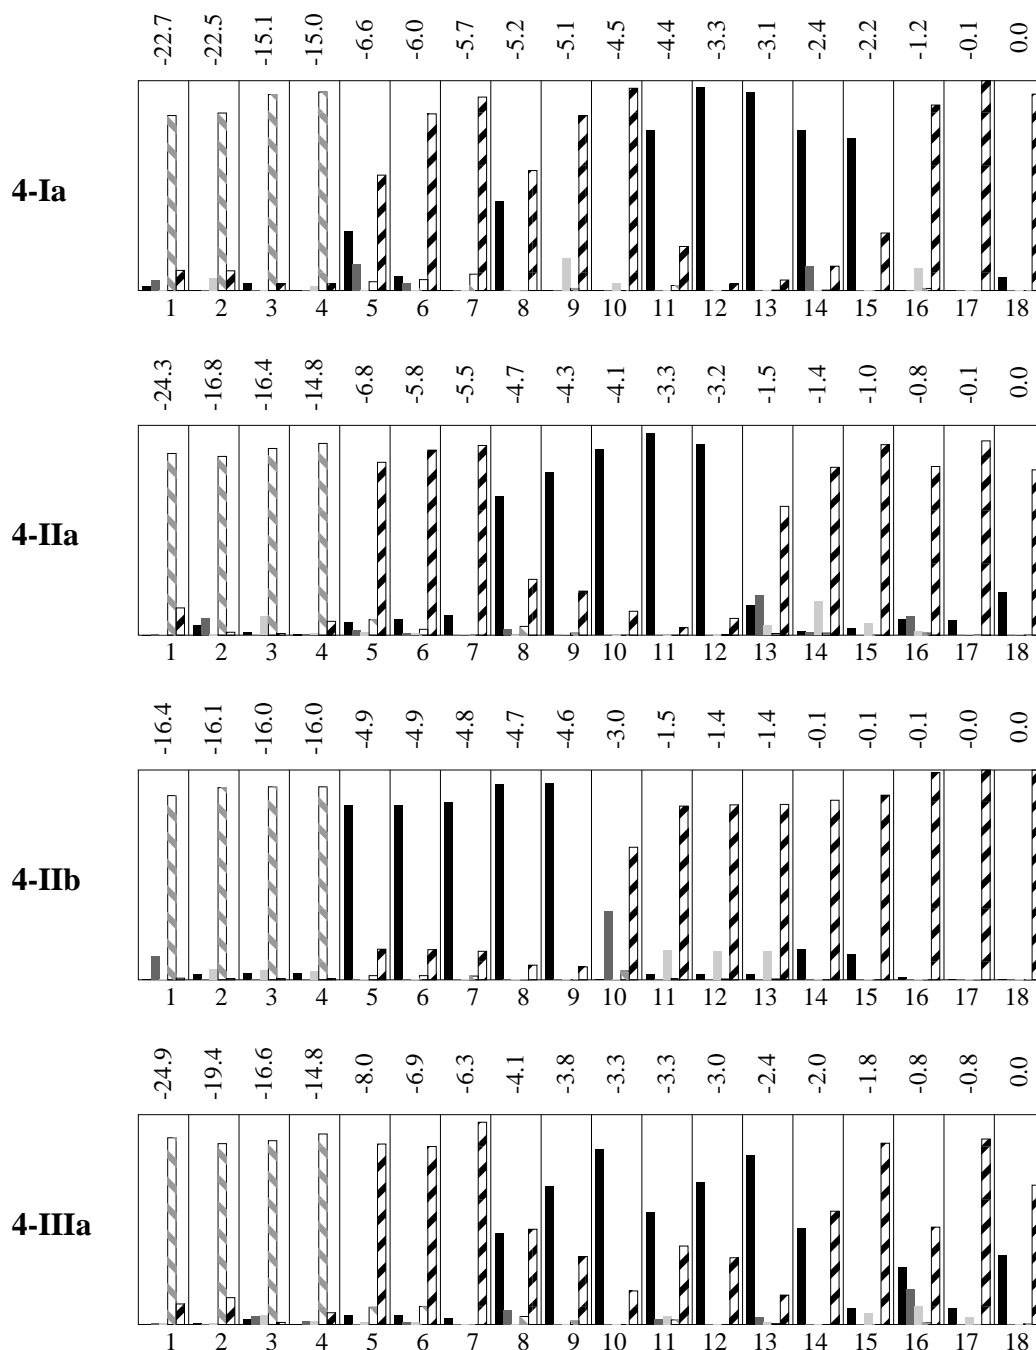 -22.7 -22.5 -15.1 -15.0 -6.6 -6.0 -5.7 -5.2 -5.1 -4.5 -4.4 -3.3 -3.1 -2.4 -2.2 -1.2 -0.1 0.0
4-Ia
1 2 3 4 5 6 7 8 9 10 11 12 13 14 15 16 17 18
-24.3 -16.8 -16.4 -14.8 -6.8 -5.8 -5.5 -4.7 -4.3 -4.1 -3.3 -3.2 -1.5 -1.4 -1.0 -0.8 -0.1 0.0
4-IIa
1 2 3 4 5 6 7 8 9 10 11 12 13 14 15 16 17 18
-16.4 -16.1 -16.0 -16.0 -4.9 -4.9 -4.8 -4.7 -4.6 -3.0 -1.5 -1.4 -1.4 -0.1 -0.1 -0.1 -0.0 0.0
4-IIb
1 2 3 4 5 6 7 8 9 10 11 12 13 14 15 16 17 18
-24.9 -19.4 -16.6 -14.8 -8.0 -6.9 -6.3 -4.1 -3.8 -3.3 -3.3 -3.0 -2.4 -2.0 -1.8 -0.8 -0.8 0.0
4-IIIa
1 2 3 4 5 6 7 8 9 10 11 12 13 14 15 16 17 18